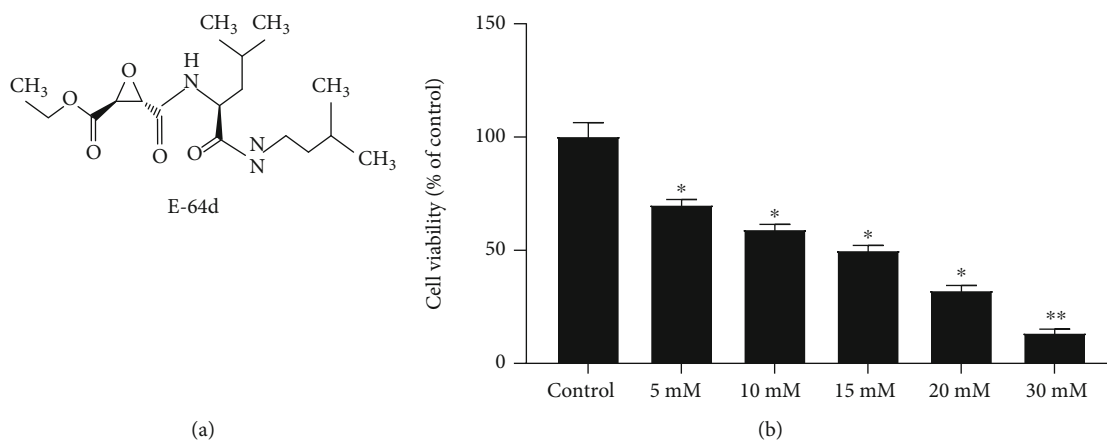 CH₃
CH₃
CH₃
O
H
N
CH₃
O
O
O
O
N
N
CH₃
E-64d
(a)
Cell viability (% of control)
150
100
50
0
*
*
*
*
**
Control 5 mM 10 mM 15 mM 20 mM 30 mM
(b)